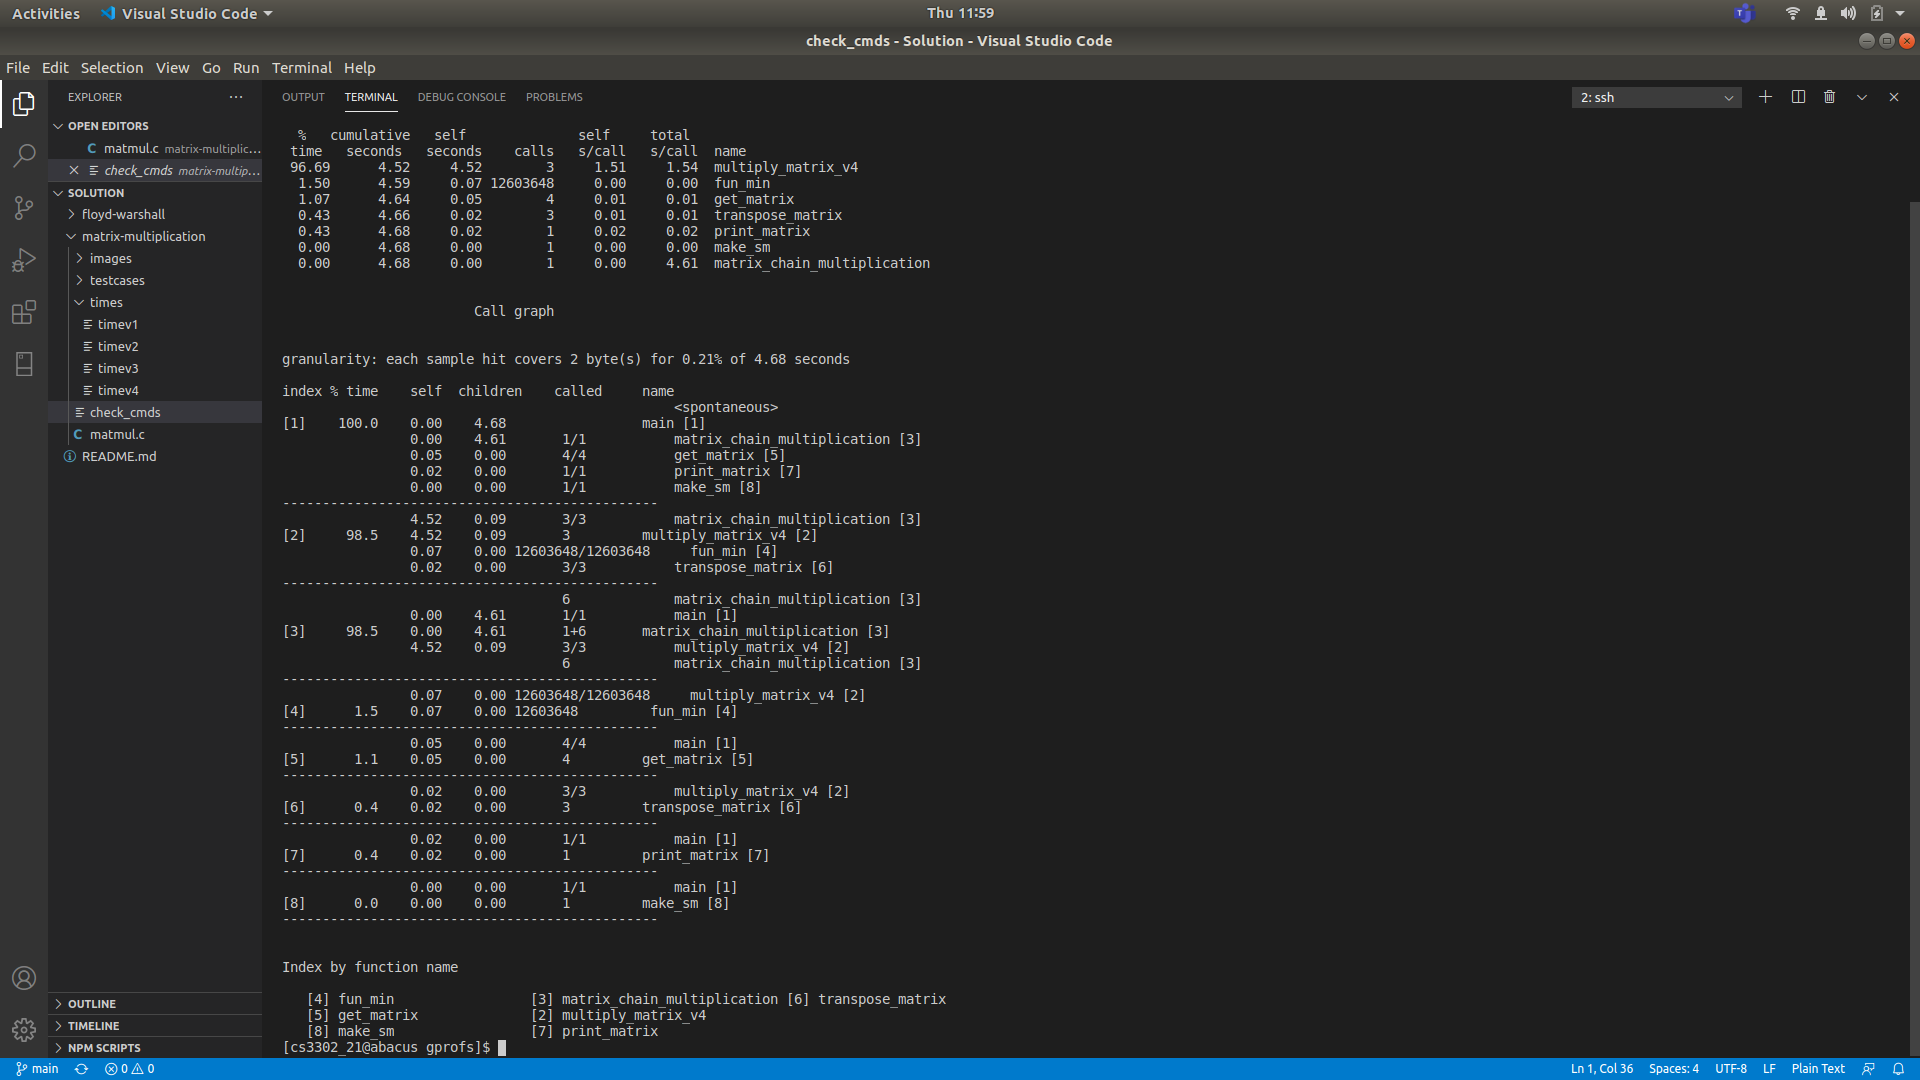 Activities Visual Studio Code Thu 11:59
check_cmds - Solution - Visual Studio Code
File Edit Selection View Go Run Terminal Help
EXPLORER ···
OPEN EDITORS
matmul.c matrix-multiplic...
check_cmds matrix-multip...
SOLUTION
floyd-warshall
matrix-multiplication
images
testcases
times
timev1
timev2
timev3
timev4
check_cmds
matmul.c
README.md
OUTLINE
TIMELINE
NPM SCRIPTS
OUTPUT TERMINAL DEBUG CONSOLE PROBLEMS 2: ssh
  %   cumulative   self              self     total
 time   seconds   seconds    calls   s/call   s/call  name
 96.69      4.52     4.52        3     1.51     1.54  multiply_matrix_v4
  1.50      4.59     0.07 12603648     0.00     0.00  fun_min
  1.07      4.64     0.05        4     0.01     0.01  get_matrix
  0.43      4.66     0.02        3     0.01     0.01  transpose_matrix
  0.43      4.68     0.02        1     0.02     0.02  print_matrix
  0.00      4.68     0.00        1     0.00     0.00  make_sm
  0.00      4.68     0.00        1     0.00     4.61  matrix_chain_multiplication
                        Call graph
granularity: each sample hit covers 2 byte(s) for 0.21% of 4.68 seconds
index % time    self  children    called     name
                                                 <spontaneous>
[1]    100.0    0.00    4.68                 main [1]
                0.00    4.61       1/1           matrix_chain_multiplication [3]
                0.05    0.00       4/4           get_matrix [5]
                0.02    0.00       1/1           print_matrix [7]
                0.00    0.00       1/1           make_sm [8]
-----------------------------------------------
                4.52    0.09       3/3           matrix_chain_multiplication [3]
[2]     98.5    4.52    0.09       3         multiply_matrix_v4 [2]
                0.07    0.00 12603648/12603648     fun_min [4]
                0.02    0.00       3/3           transpose_matrix [6]
-----------------------------------------------
                                   6             matrix_chain_multiplication [3]
                0.00    4.61       1/1           main [1]
[3]     98.5    0.00    4.61       1+6       matrix_chain_multiplication [3]
                4.52    0.09       3/3           multiply_matrix_v4 [2]
                                   6             matrix_chain_multiplication [3]
-----------------------------------------------
                0.07    0.00 12603648/12603648     multiply_matrix_v4 [2]
[4]      1.5    0.07    0.00 12603648         fun_min [4]
-----------------------------------------------
                0.05    0.00       4/4           main [1]
[5]      1.1    0.05    0.00       4         get_matrix [5]
-----------------------------------------------
                0.02    0.00       3/3           multiply_matrix_v4 [2]
[6]      0.4    0.02    0.00       3         transpose_matrix [6]
-----------------------------------------------
                0.02    0.00       1/1           main [1]
[7]      0.4    0.02    0.00       1         print_matrix [7]
-----------------------------------------------
                0.00    0.00       1/1           main [1]
[8]      0.0    0.00    0.00       1         make_sm [8]
-----------------------------------------------
Index by function name
   [4] fun_min                 [3] matrix_chain_multiplication [6] transpose_matrix
   [5] get_matrix              [2] multiply_matrix_v4
   [8] make_sm                 [7] print_matrix
[cs3302_21@abacus gprofs]$
main 0 0 Ln 1, Col 36 Spaces: 4 UTF-8 LF Plain Text